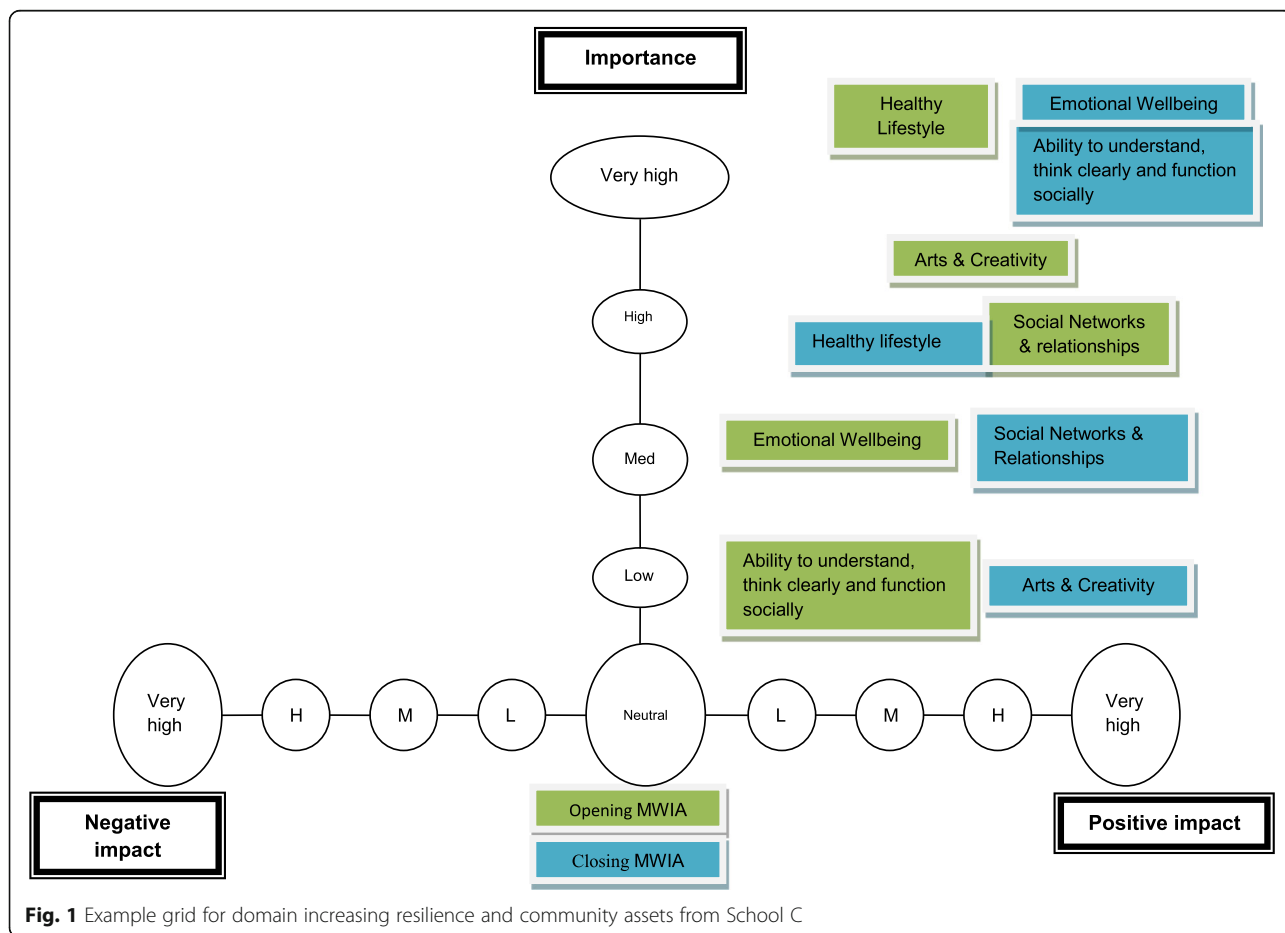 Importance
Healthy
Lifestyle
Emotional Wellbeing
Ability to understand,
think clearly and function
socially
Very high
Arts & Creativity
High
Healthy lifestyle
Social Networks
& relationships
Med
Emotional Wellbeing
Social Networks &
Relationships
Low
Ability to understand,
think clearly and function
socially
Arts & Creativity
Very
high
H
M
L
Neutral
L
M
H
Very
high
Negative
impact
Opening MWIA
Closing MWIA
Positive impact
Fig. 1 Example grid for domain increasing resilience and community assets from School C